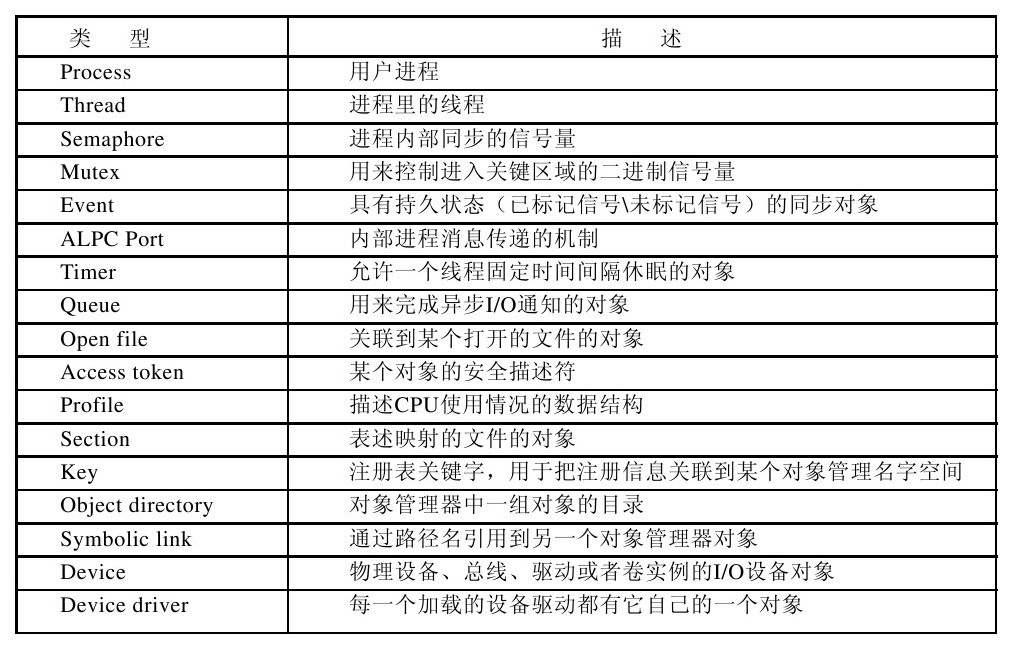 类 型 描 述
Process 用户进程
Thread 进程里的线程
Semaphore 进程内部同步的信号量
Mutex 用来控制进入关键区域的二进制信号量
Event 具有持久状态（已标记信号\未标记信号）的同步对象
ALPC Port 内部进程消息传递的机制
Timer 允许一个线程固定时间间隔休眠的对象
Queue 用来完成异步I/O通知的对象
Open file 关联到某个打开的文件的对象
Access token 某个对象的安全描述符
Profile 描述CPU使用情况的数据结构
Section 表述映射的文件的对象
Key 注册表关键字，用于把注册信息关联到某个对象管理名字空间
Object directory 对象管理器中一组对象的目录
Symbolic link 通过路径名引用到另一个对象管理器对象
Device 物理设备、总线、驱动或者卷实例的I/O设备对象
Device driver 每一个加载的设备驱动都有它自己的一个对象